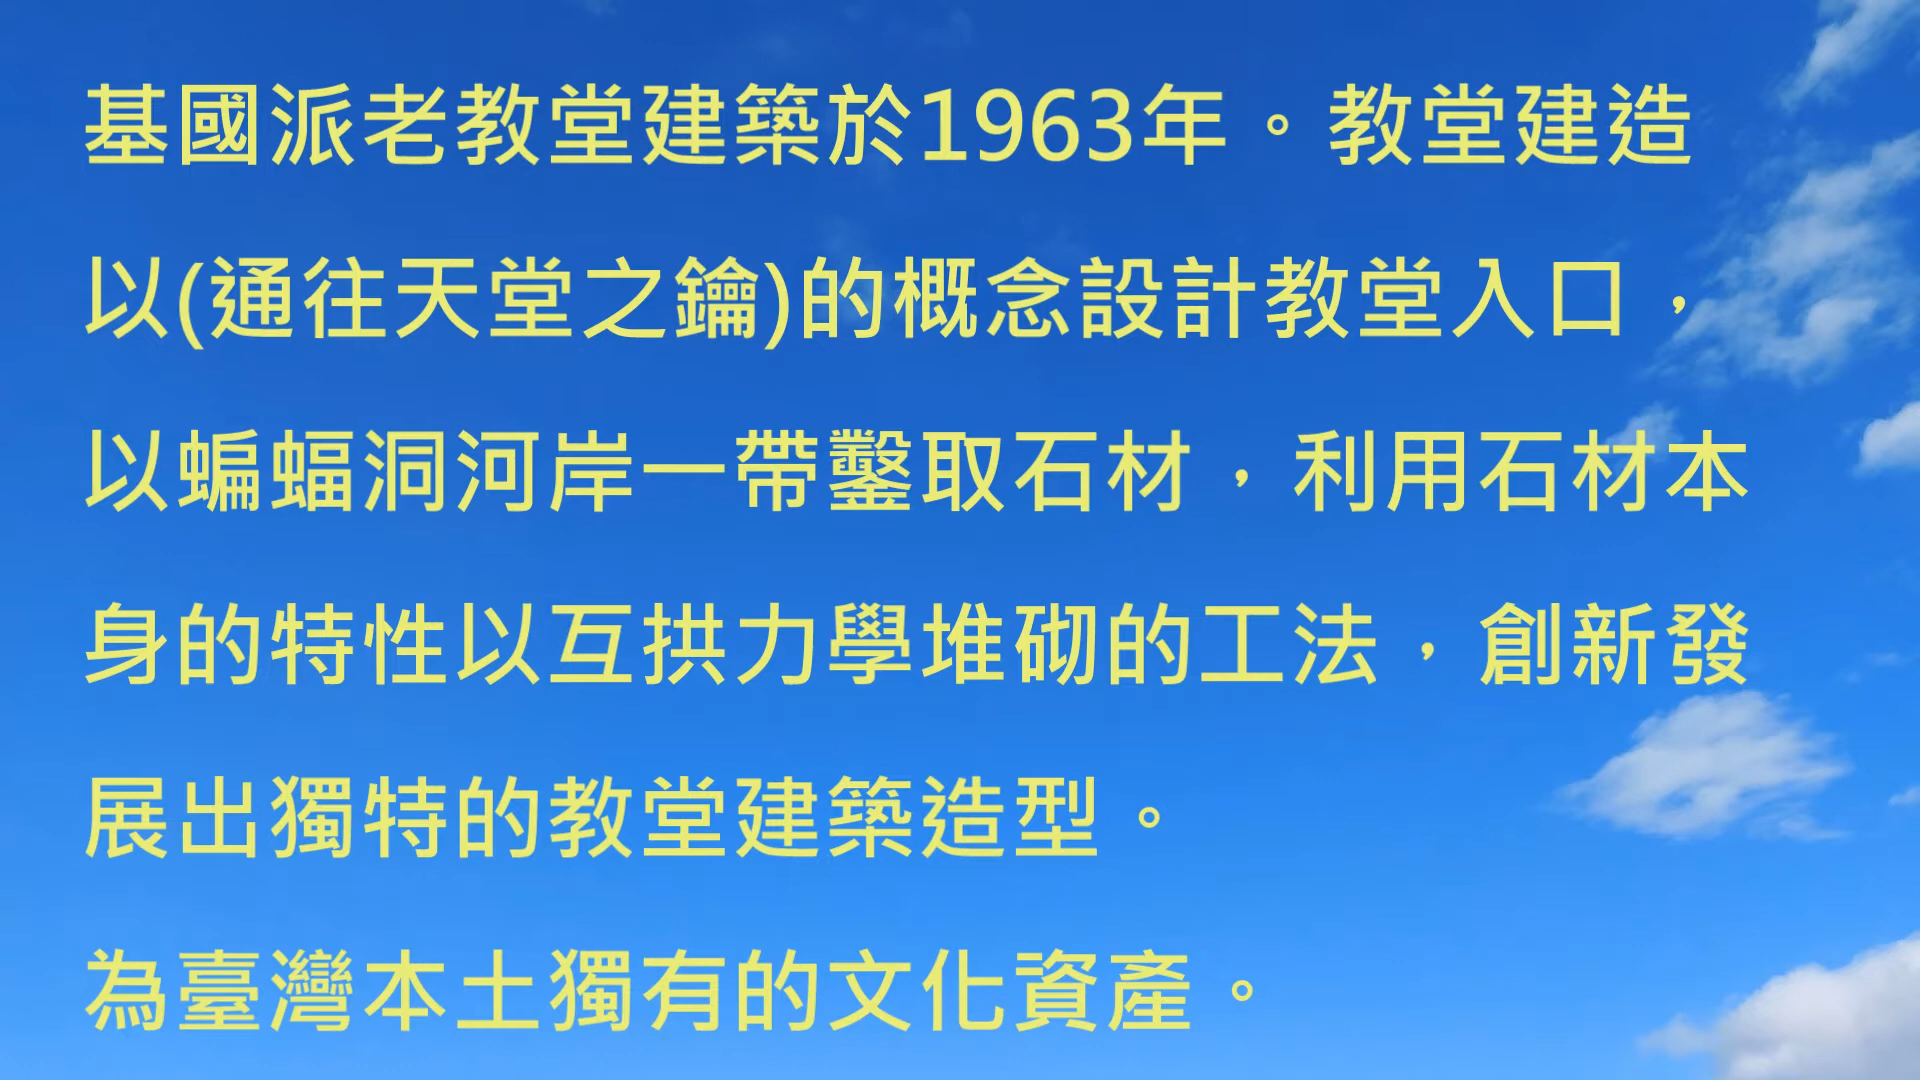 基國派老教堂建築於1963年。教堂建造
以(通往天堂之鑰)的概念設計教堂入口，
以蝙蝠洞河岸一帶鑿取石材，利用石材本
身的特性以互拱力學堆砌的工法，創新發
展出獨特的教堂建築造型。
為臺灣本土獨有的文化資產。